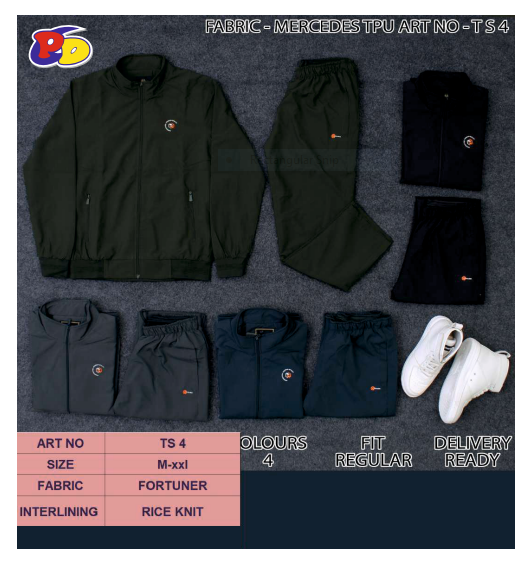 FABRIC - MERCEDES TPU ART NO - T S 4
PD
ART NO TS 4
SIZE M-xxl
FABRIC FORTUNER
INTERLINING RICE KNIT
OLOURS
4
FIT
REGULAR
DELIVERY
READY